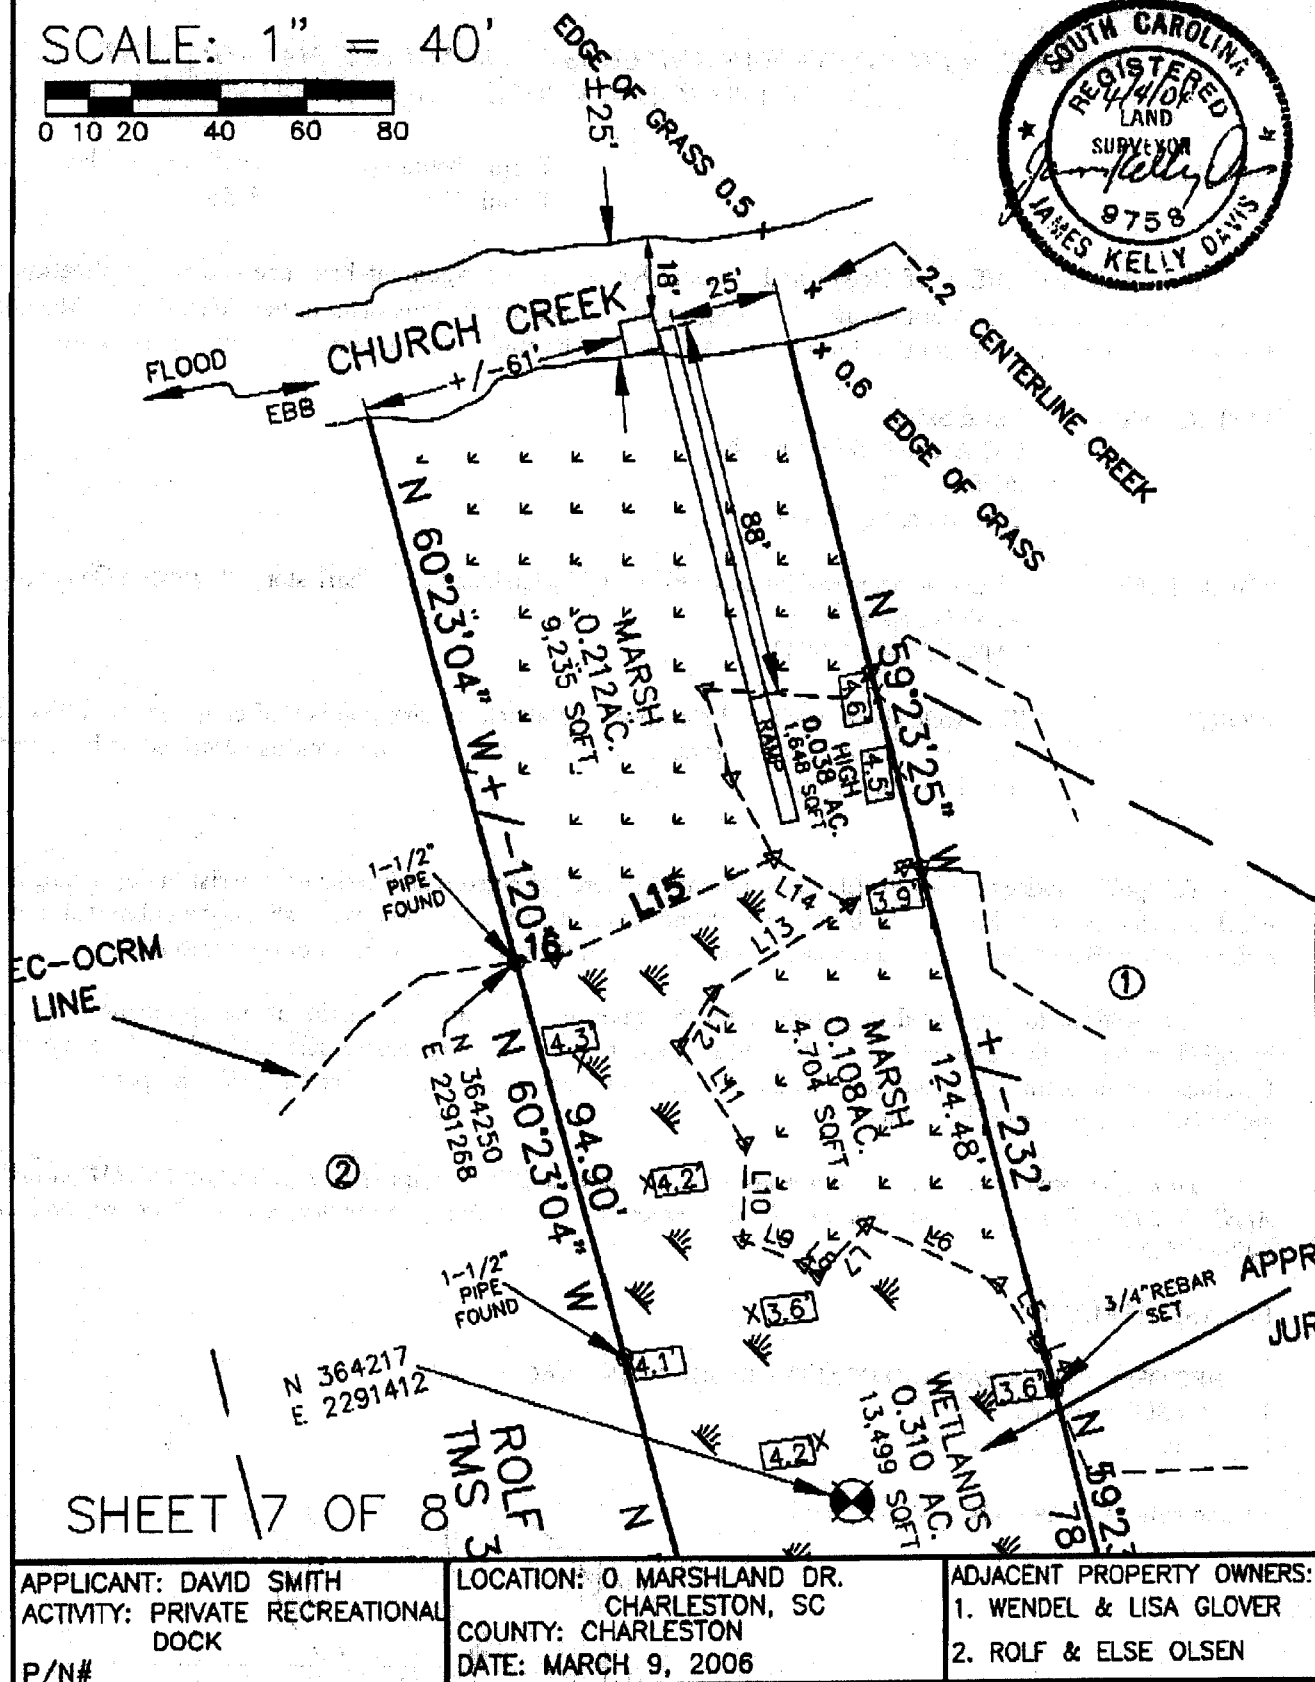 SCALE: 1" = 40'
0 10 20 40 60 80
EDGE OF GRASS 0.5
±25'
SOUTH CAROLINA
REGISTERED
LAND
SURVEYOR
9758
JAMES KELLY DAVIS
18'
25'
-2.2 CENTERLINE CREEK
CHURCH CREEK
FLOOD
EBB
+/-61'
0.6 EDGE OF GRASS
88'
N 60°23'04" W +/-120'
MARSH
0.212AC.
9,235 SQFT.
N 59°23'25" W +/-232'
4.6'
4.5'
RAMP
HIGH
0.038 AC.
1,648 SQFT
1-1/2"
PIPE
FOUND
L15
L14
3.9'
L13
16
EC-OCRM
LINE
1
N 364250
E 2291268
4.3'
L12
L11
MARSH
0.108AC.
4,704 SQFT
124.48'
N 60°23'04" W
94.90'
2
4.2'
L10
L9
L8
L7
L6
L5
1-1/2"
PIPE
FOUND
3.6'
3/4"REBAR
SET
APPR
JUR
4.1'
N 364217
E 2291412
3.6'
WETLANDS
0.310 AC.
13,499 SQFT
4.2'
N 59°23
78
ROLF
TMS 3
N
SHEET 7 OF 8
APPLICANT: DAVID SMITH
ACTIVITY: PRIVATE RECREATIONAL
DOCK
P/N#
LOCATION: 0 MARSHLAND DR.
CHARLESTON, SC
COUNTY: CHARLESTON
DATE: MARCH 9, 2006
ADJACENT PROPERTY OWNERS:
1. WENDEL & LISA GLOVER
2. ROLF & ELSE OLSEN